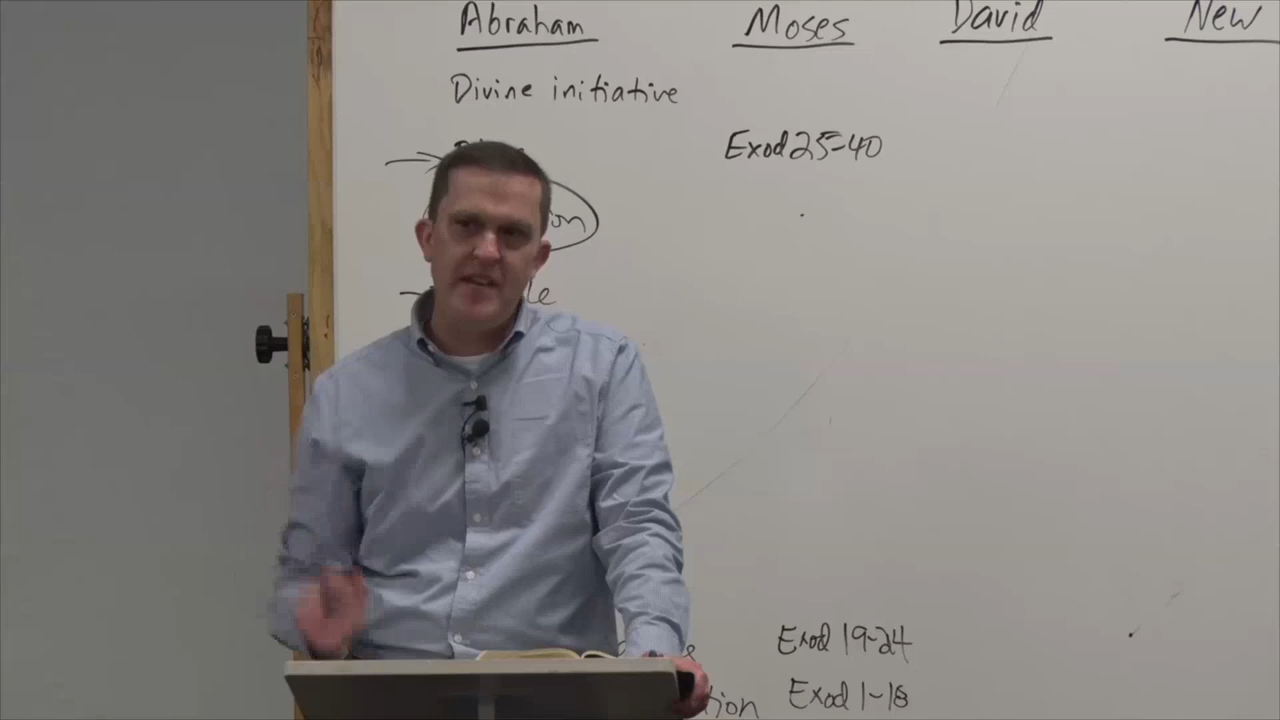 Abraham Moses David New
Divine initiative
Exod 25-40
Exod 19-24
Exod 1-18